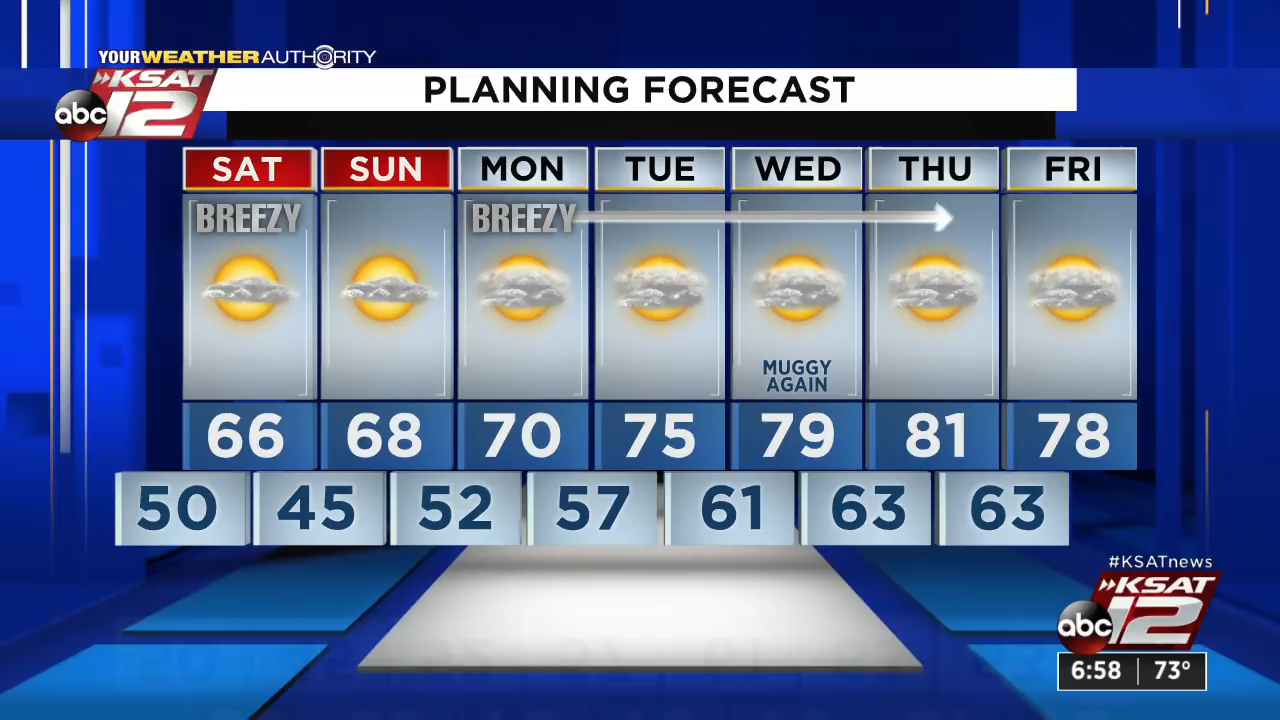 YOURWEATHERAUTHORITY
KSAT
abc 12
PLANNING FORECAST
SAT SUN MON TUE WED THU FRI
BREEZY BREEZY
MUGGY
AGAIN
66 68 70 75 79 81 78
50 45 52 57 61 63 63
#KSATnews
KSAT
abc 12
6:58 73°